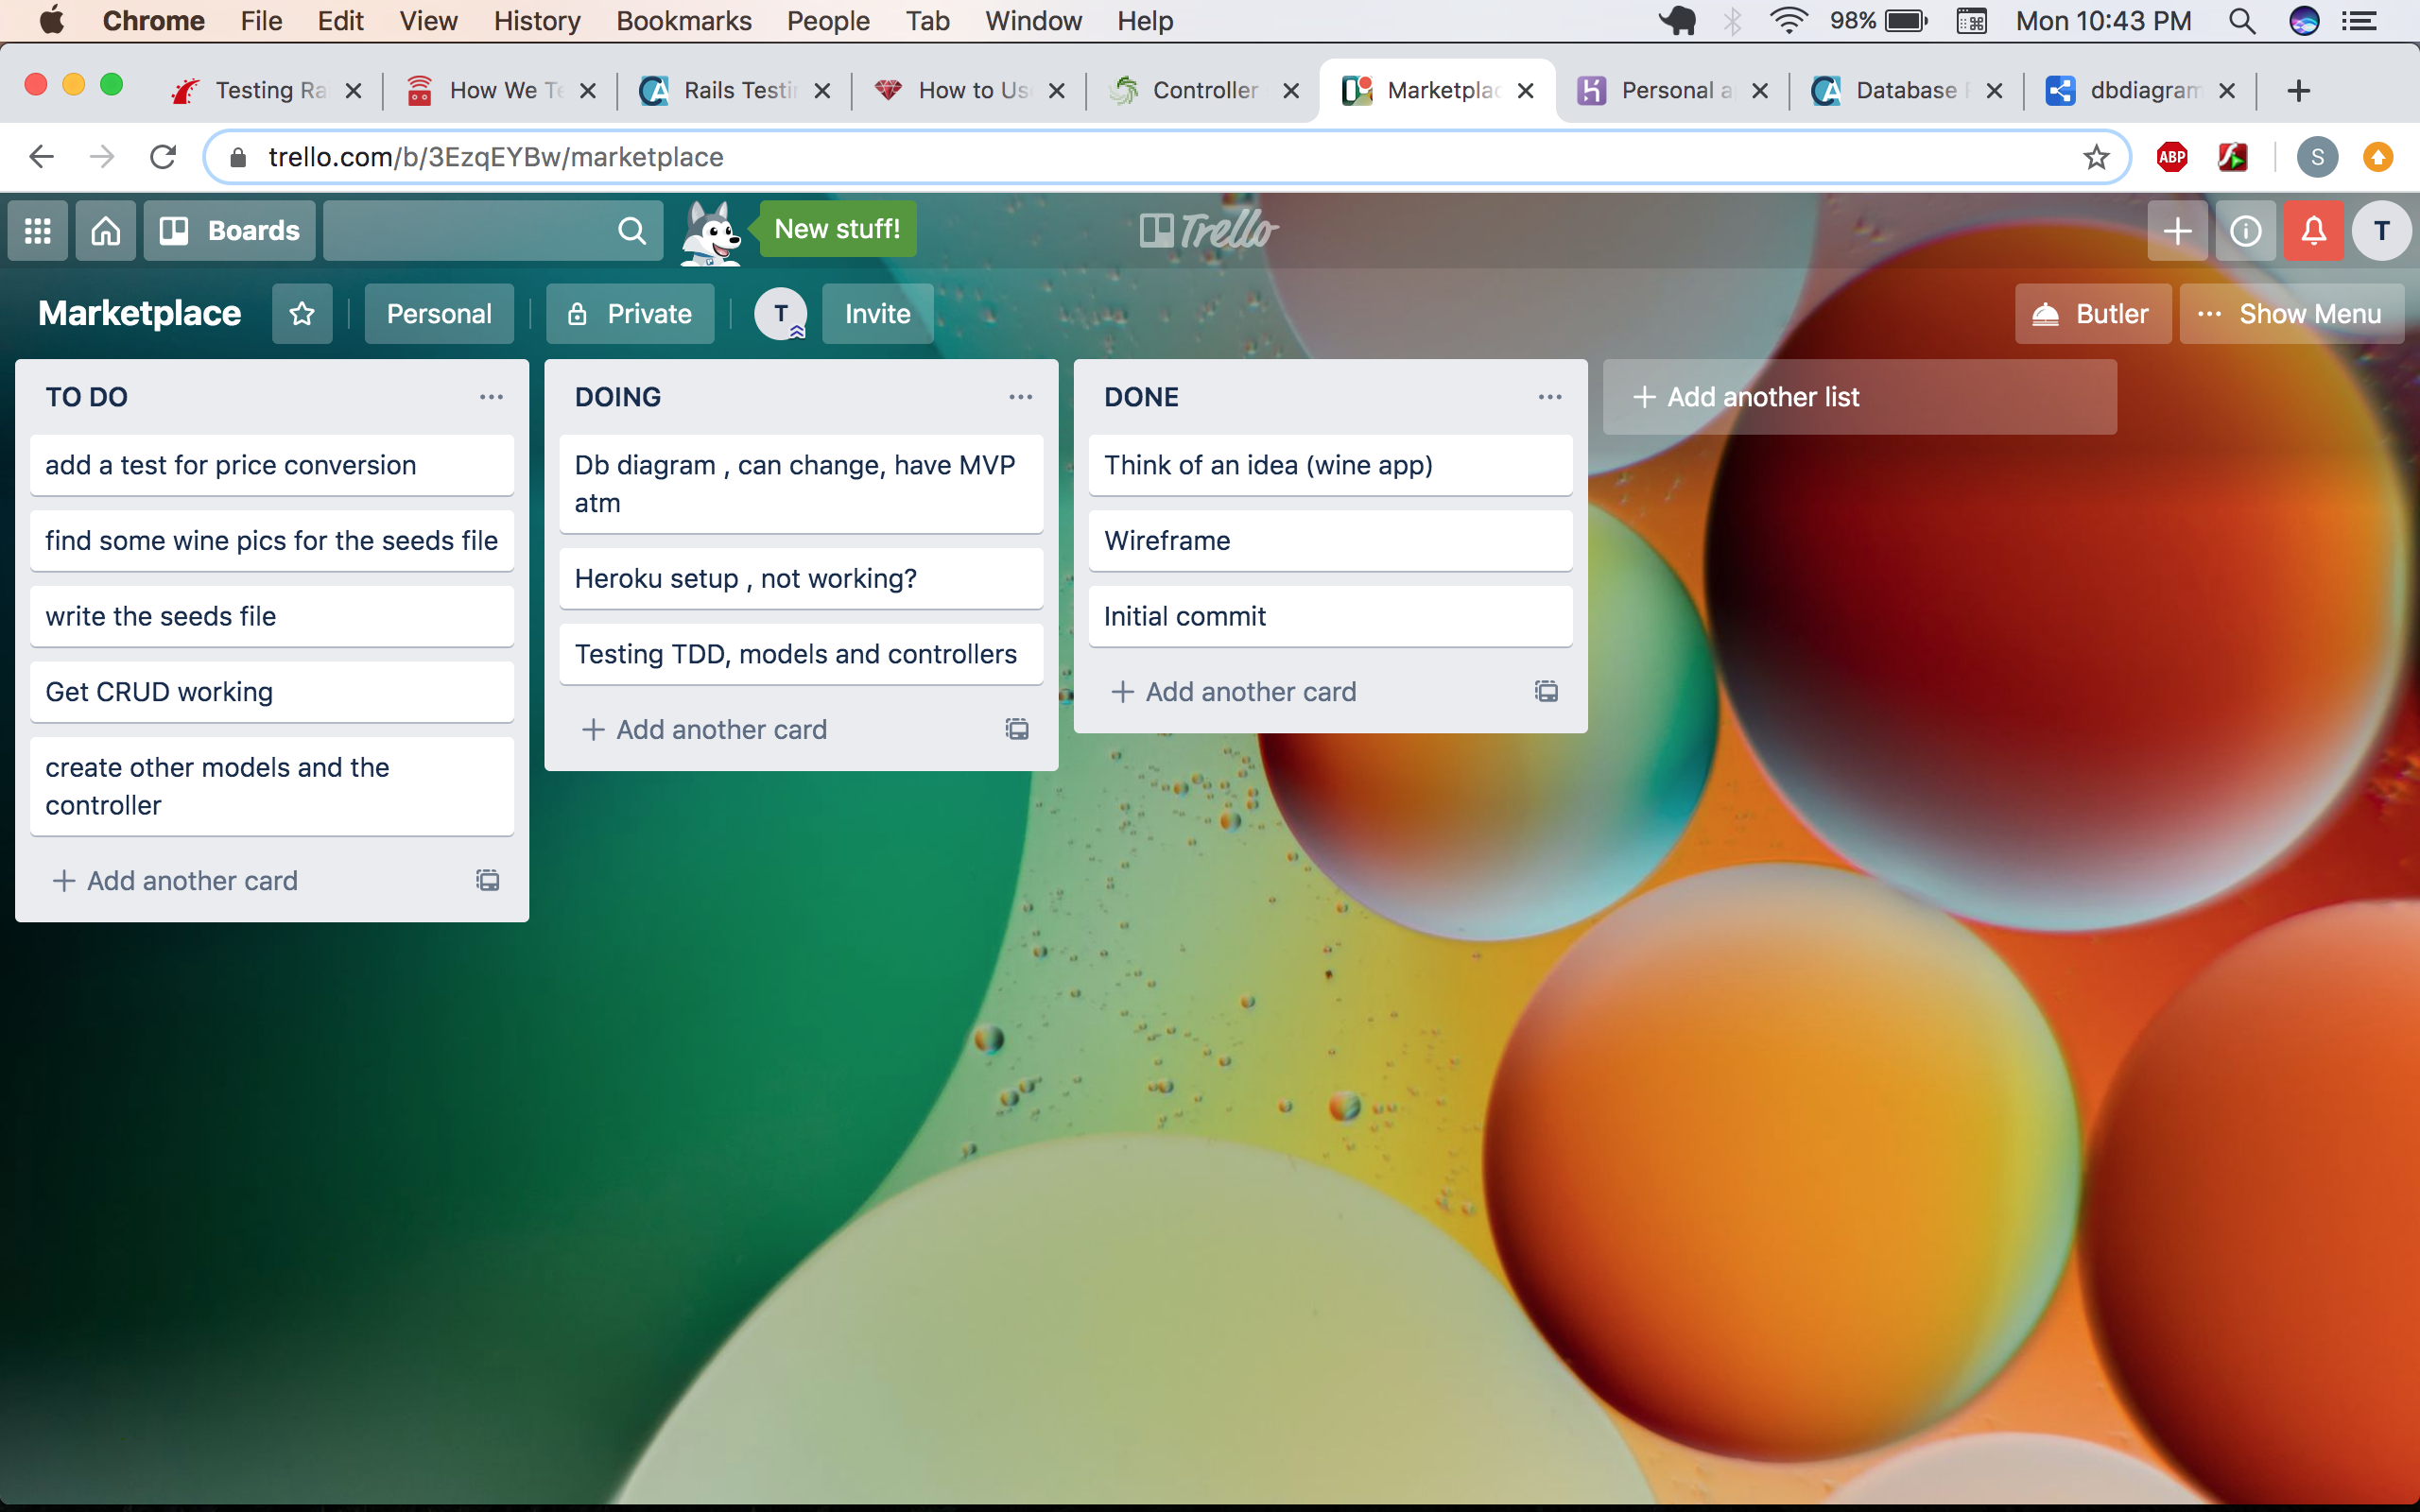 Chrome File Edit View History Bookmarks People Tab Window Help 98% Mon 10:43 PM
Testing Ra How We Te Rails Testi How to Us Controller Marketplac Personal a Database dbdiagram
trello.com/b/3EzqEYBw/marketplace ABP S
Boards New stuff! Trello T
Marketplace Personal Private T Invite Butler Show Menu
TO DO
add a test for price conversion
find some wine pics for the seeds file
write the seeds file
Get CRUD working
create other models and the
controller
+ Add another card
DOING
Db diagram , can change, have MVP
atm
Heroku setup , not working?
Testing TDD, models and controllers
+ Add another card
DONE
Think of an idea (wine app)
Wireframe
Initial commit
+ Add another card
+ Add another list